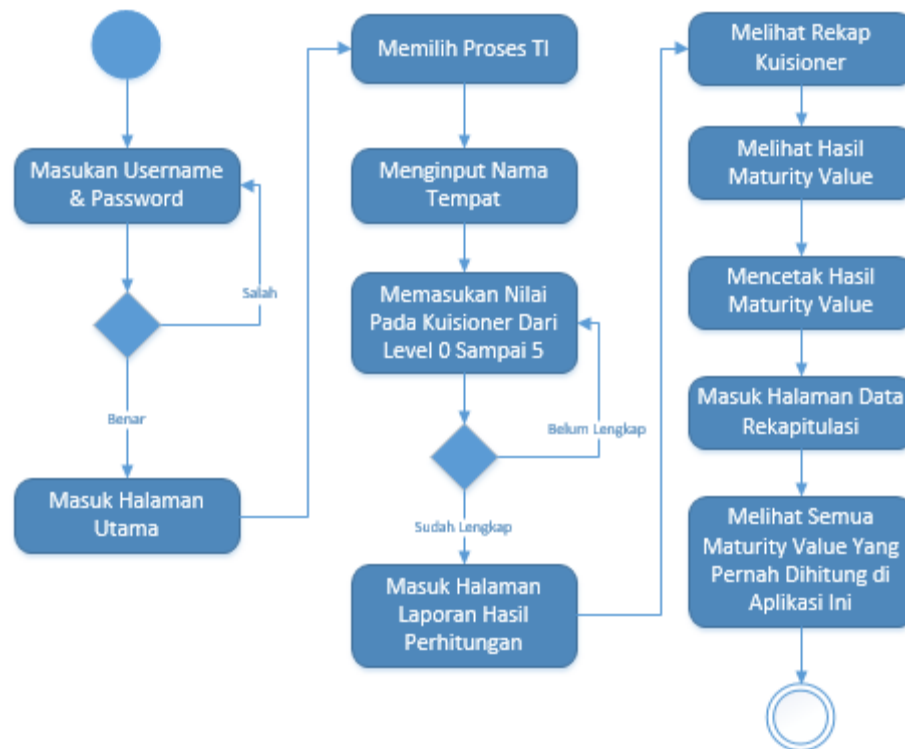 Masukan Username
& Password
Salah
Benar
Masuk Halaman
Utama
Memilih Proses TI
Menginput Nama
Tempat
Memasukan Nilai
Pada Kuisioner Dari
Level 0 Sampai 5
Belum Lengkap
Sudah Lengkap
Masuk Halaman
Laporan Hasil
Perhitungan
Melihat Rekap
Kuisioner
Melihat Hasil
Maturity Value
Mencetak Hasil
Maturity Value
Masuk Halaman Data
Rekapitulasi
Melihat Semua
Maturity Value Yang
Pernah Dihitung di
Aplikasi Ini